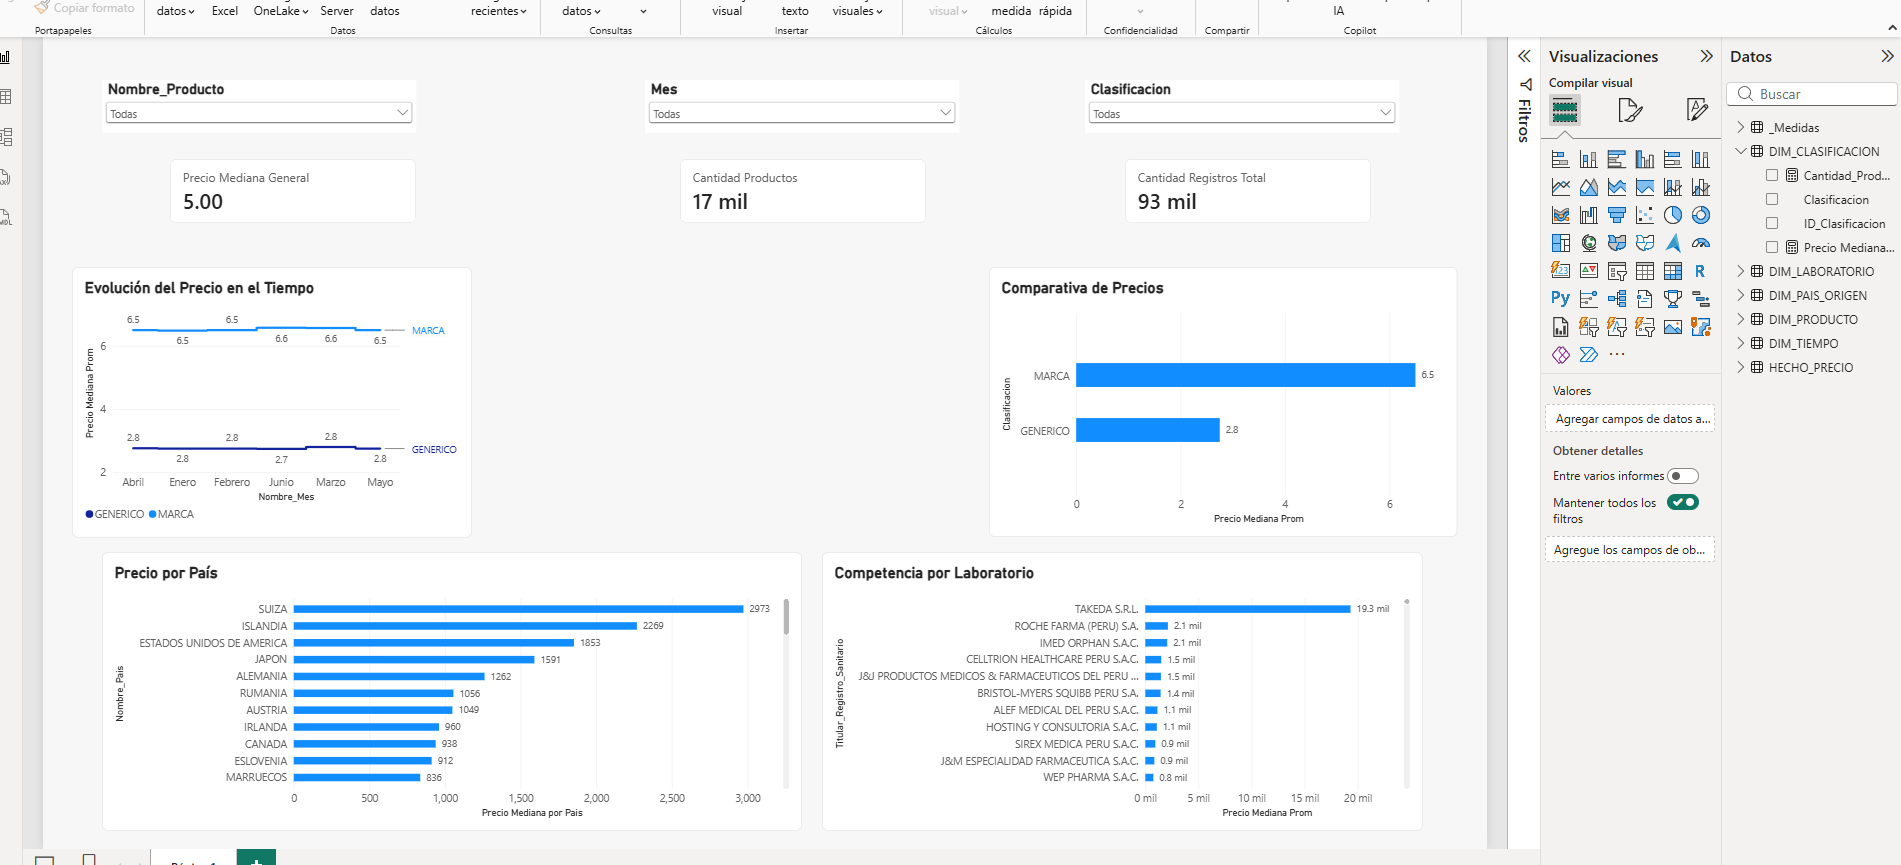 Copiar formato
datos
Excel
OneLake
Server
datos
recientes
datos
visual
texto
visuales
visual
medida
rápida
IA
Portapapeles
Datos
Consultas
Insertar
Cálculos
Confidencialidad
Compartir
Copilot
Nombre_Producto
Todas
Mes
Todas
Clasificacion
Todas
Precio Mediana General
5.00
Cantidad Productos
17 mil
Cantidad Registros Total
93 mil
Evolución del Precio en el Tiempo
Precio Mediana Prom
6
4
2
6.5
6.5
6.5
6.6
6.6
6.5
MARCA
2.8
2.8
2.8
2.7
2.8
2.8
GENERICO
Abril
Enero
Febrero
Junio
Marzo
Mayo
Nombre_Mes
GENERICO
MARCA
Comparativa de Precios
Clasificacion
MARCA
6.5
GENERICO
2.8
0
2
4
6
Precio Mediana Prom
Precio por País
Nombre_Pais
SUIZA 2973
ISLANDIA 2269
ESTADOS UNIDOS DE AMERICA 1853
JAPON 1591
ALEMANIA 1262
RUMANIA 1056
AUSTRIA 1049
IRLANDA 960
CANADA 938
ESLOVENIA 912
MARRUECOS 836
0 500 1,000 1,500 2,000 2,500 3,000
Precio Mediana por Pais
Competencia por Laboratorio
Titular_Registro_Sanitario
TAKEDA S.R.L. 19.3 mil
ROCHE FARMA (PERU) S.A. 2.1 mil
IMED ORPHAN S.A.C. 2.1 mil
CELLTRION HEALTHCARE PERU S.A.C. 1.5 mil
J&J PRODUCTOS MEDICOS & FARMACEUTICOS DEL PERU ... 1.5 mil
BRISTOL-MYERS SQUIBB PERU S.A. 1.4 mil
ALEF MEDICAL DEL PERU S.A.C. 1.1 mil
HOSTING Y CONSULTORIA S.A.C. 1.1 mil
SIREX MEDICA PERU S.A.C. 0.9 mil
J&M ESPECIALIDAD FARMACEUTICA S.A.C. 0.9 mil
WEP PHARMA S.A.C. 0.8 mil
0 mil 5 mil 10 mil 15 mil 20 mil
Precio Mediana Prom
Filtros
Visualizaciones
Compilar visual
123
R
Py
...
Valores
Agregar campos de datos a...
Obtener detalles
Entre varios informes
Mantener todos los
filtros
Agregue los campos de ob...
Datos
Buscar
_Medidas
DIM_CLASIFICACION
Cantidad_Prod...
Clasificacion
ID_Clasificacion
Precio Mediana...
DIM_LABORATORIO
DIM_PAIS_ORIGEN
DIM_PRODUCTO
DIM_TIEMPO
HECHO_PRECIO